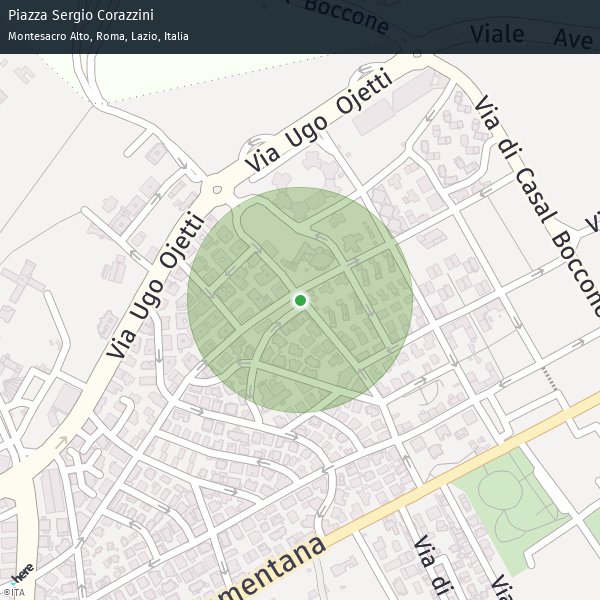 Piazza Sergio Corazzini
Montesacro Alto, Roma, Lazio, Italia
Boccone
Viale Ave
Via Ugo Ojetti
Via di Casal Boccone
Via Ugo Ojetti
mentana
Via di
Via
here
©ITA